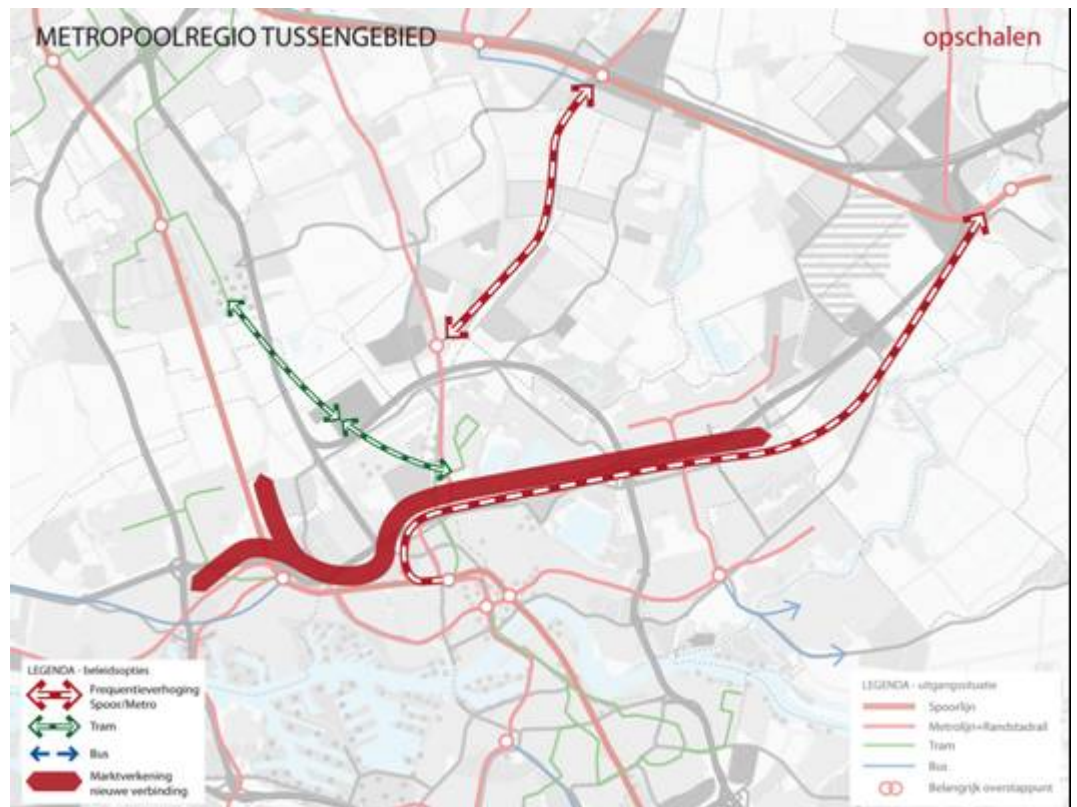 METROPOOLREGIO TUSSENGEBIED
opschalen
LEGENDA - beleidsopties
Frequentieverhoging
Spoor/Metro
Tram
Bus
Marktverkening
nieuwe verbinding
LEGENDA - uitgangssituatie
Spoorlijn
Metrolijn+Randstadrail
Tram
Bus
Belangrijk overstappunt